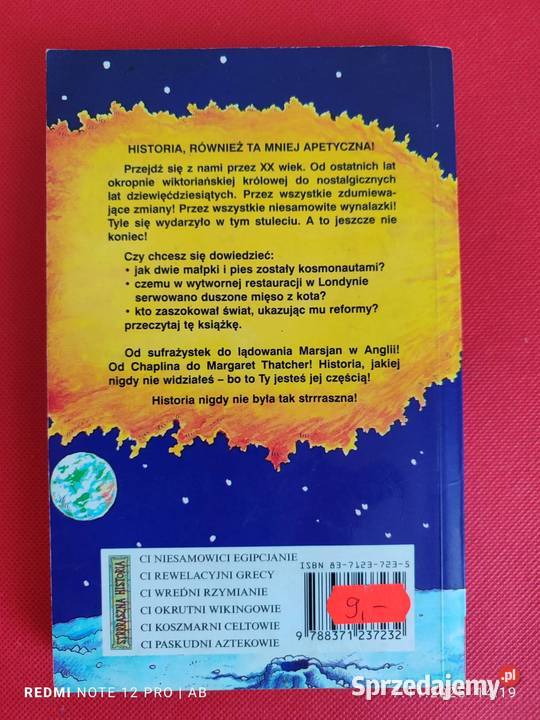 HISTORIA, RÓWNIEŻ TA MNIEJ APETYCZNA!
Przejdź się z nami przez XX wiek. Od ostatnich lat
okropnie wiktoriańskiej królowej do nostalgicznych
lat dziewięćdziesiątych. Przez wszystkie zdumiewa-
jące zmiany! Przez wszystkie niesamowite wynalazki!
Tyle się wydarzyło w tym stuleciu. A to jeszcze nie
koniec!
Czy chcesz się dowiedzieć:
• jak dwie małpki i pies zostały kosmonautami?
• czemu w wytwornej restauracji w Londynie
serwowano duszone mięso z kota?
• kto zaszokował świat, ukazując mu reformy?
przeczytaj tę książkę.
Od sufrażystek do lądowania Marsjan w Anglii!
Od Chaplina do Margaret Thatcher! Historia, jakiej
nigdy nie widziałeś – bo to Ty jesteś jej częścią!
Historia nigdy nie była tak strrraszna!
STRRRASZNA HISTORIA
CI NIESAMOWICI EGIPCJANIE
CI REWELACYJNI GRECY
CI WREDNI RZYMIANIE
CI OKRUTNI WIKINGOWIE
CI KOSZMARNI CELTOWIE
CI PASKUDNI AZTEKOWIE
ISBN 83-7123-723-5
9,-
9 788371 237232
REDMI NOTE 12 PRO | AB
Sprzedajemy.pl
14:19